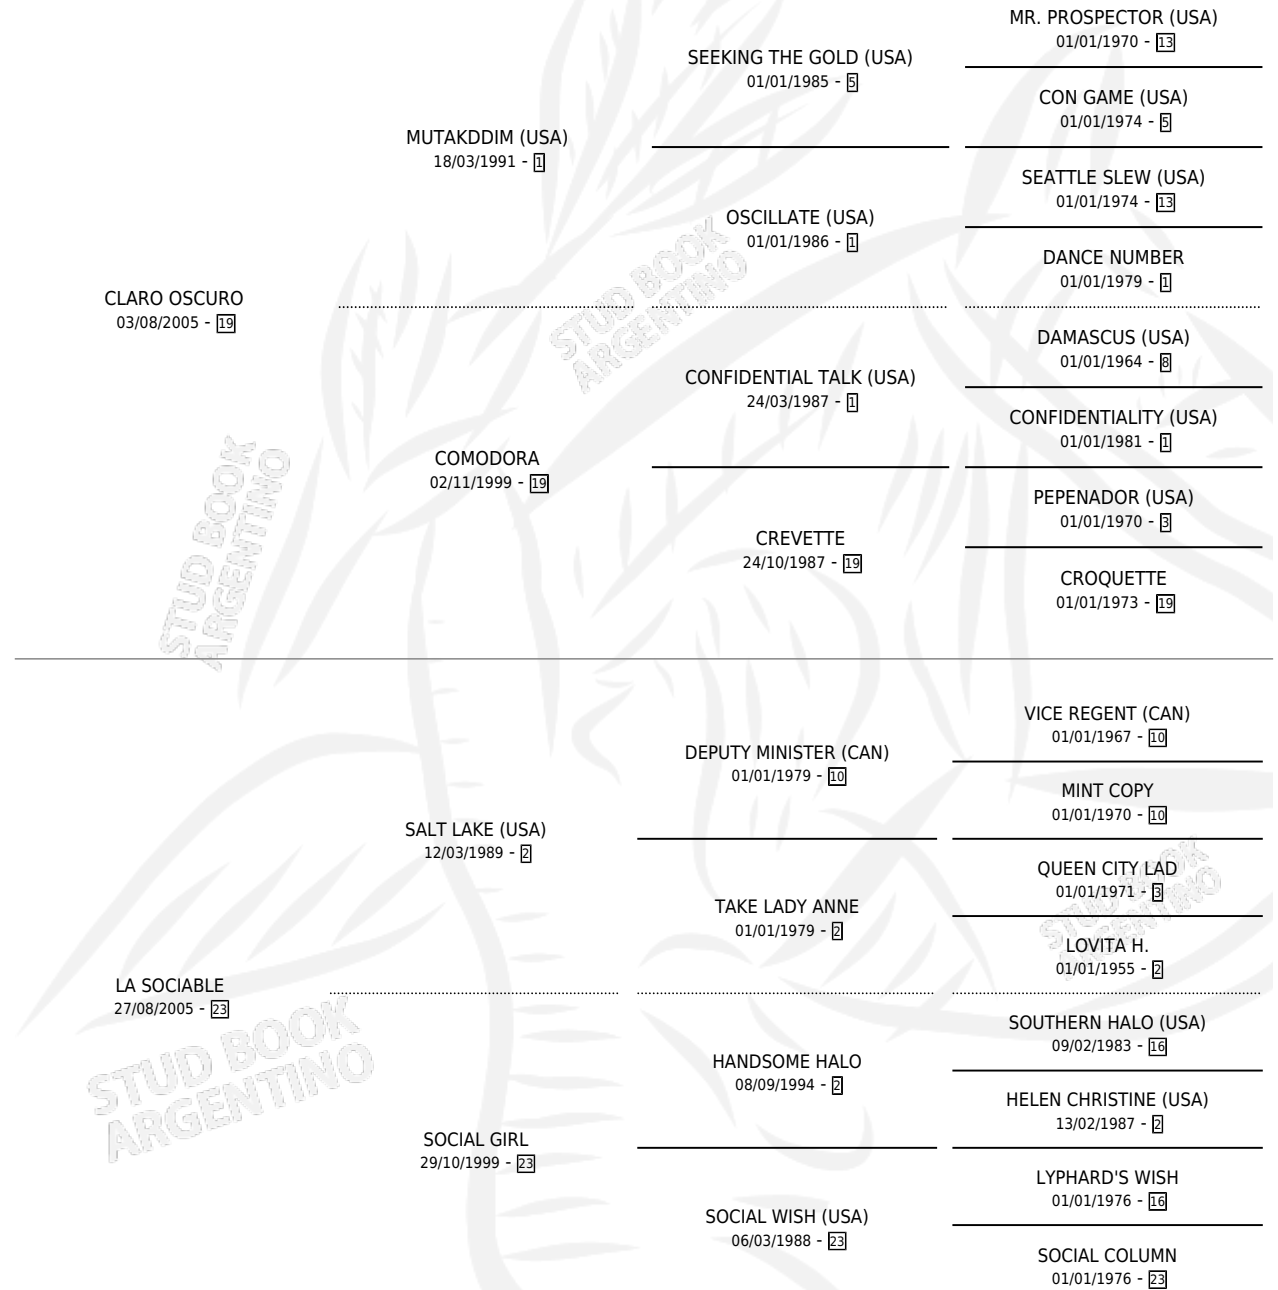 MR. PROSPECTOR (USA)
01/01/1970 - 13
SEEKING THE GOLD (USA)
01/01/1985 - 5
CON GAME (USA)
01/01/1974 - 5
MUTAKDDIM (USA)
18/03/1991 - 1
SEATTLE SLEW (USA)
01/01/1974 - 13
OSCILLATE (USA)
01/01/1986 - 1
DANCE NUMBER
01/01/1979 - 1
CLARO OSCURO
03/08/2005 - 19
STUD BOOK
ARGENTINO
DAMASCUS (USA)
01/01/1964 - 8
CONFIDENTIAL TALK (USA)
24/03/1987 - 1
CONFIDENTIALITY (USA)
01/01/1981 - 1
COMODORA
02/11/1999 - 19
PEPENADOR (USA)
01/01/1970 - 3
CREVETTE
24/10/1987 - 19
CROQUETTE
01/01/1973 - 19
STUD BOOK
ARGENTINO
VICE REGENT (CAN)
01/01/1967 - 10
DEPUTY MINISTER (CAN)
01/01/1979 - 10
MINT COPY
01/01/1970 - 10
SALT LAKE (USA)
12/03/1989 - 2
QUEEN CITY LAD
01/01/1971 - 3
TAKE LADY ANNE
01/01/1979 - 2
STUD BOOK
ARGENTINO
LOVITA H.
01/01/1955 - 2
LA SOCIABLE
27/08/2005 - 23
STUD BOOK
ARGENTINO
SOUTHERN HALO (USA)
09/02/1983 - 16
HANDSOME HALO
08/09/1994 - 2
HELEN CHRISTINE (USA)
13/02/1987 - 2
SOCIAL GIRL
29/10/1999 - 23
LYPHARD'S WISH
01/01/1976 - 16
SOCIAL WISH (USA)
06/03/1988 - 23
SOCIAL COLUMN
01/01/1976 - 23